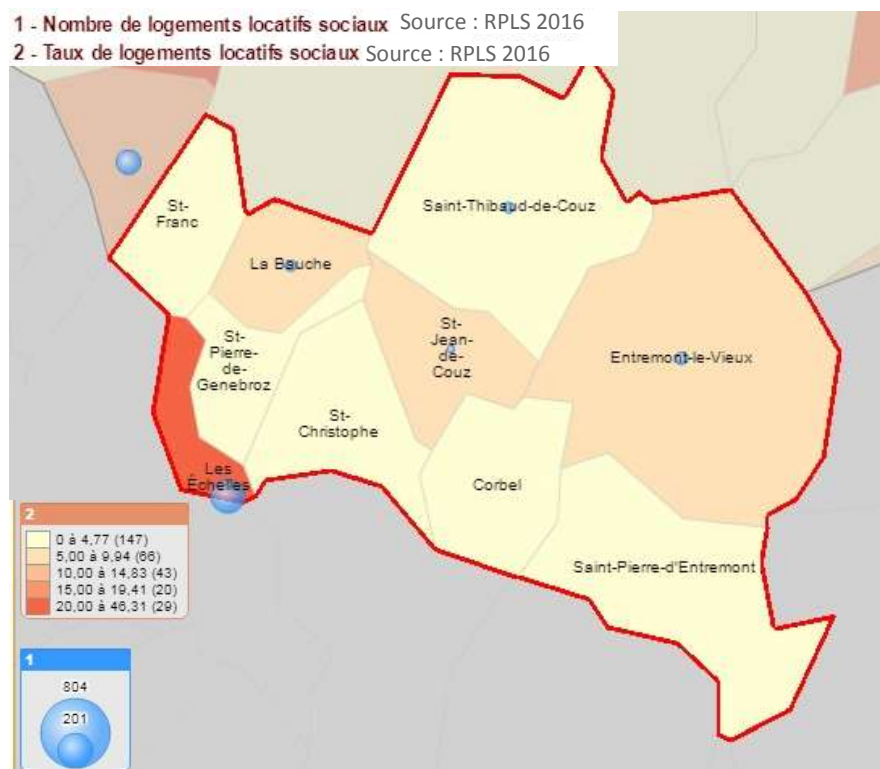 1 - Nombre de logements locatifs sociaux Source : RPLS 2016
2 - Taux de logements locatifs sociaux Source : RPLS 2016
St-
Franc
Saint-Thibaud-de-Couz
La Bauche
St-
Pierre-
de-
Genebroz
St-
Jean-
de-
Couz
Entremont-le-Vieux
St-
Christophe
Les
Échelles
Corbel
Saint-Pierre-d'Entremont
2
0 à 4,77 (147)
5,00 à 9,94 (66)
10,00 à 14,83 (43)
15,00 à 19,41 (20)
20,00 à 46,31 (29)
1
804
201